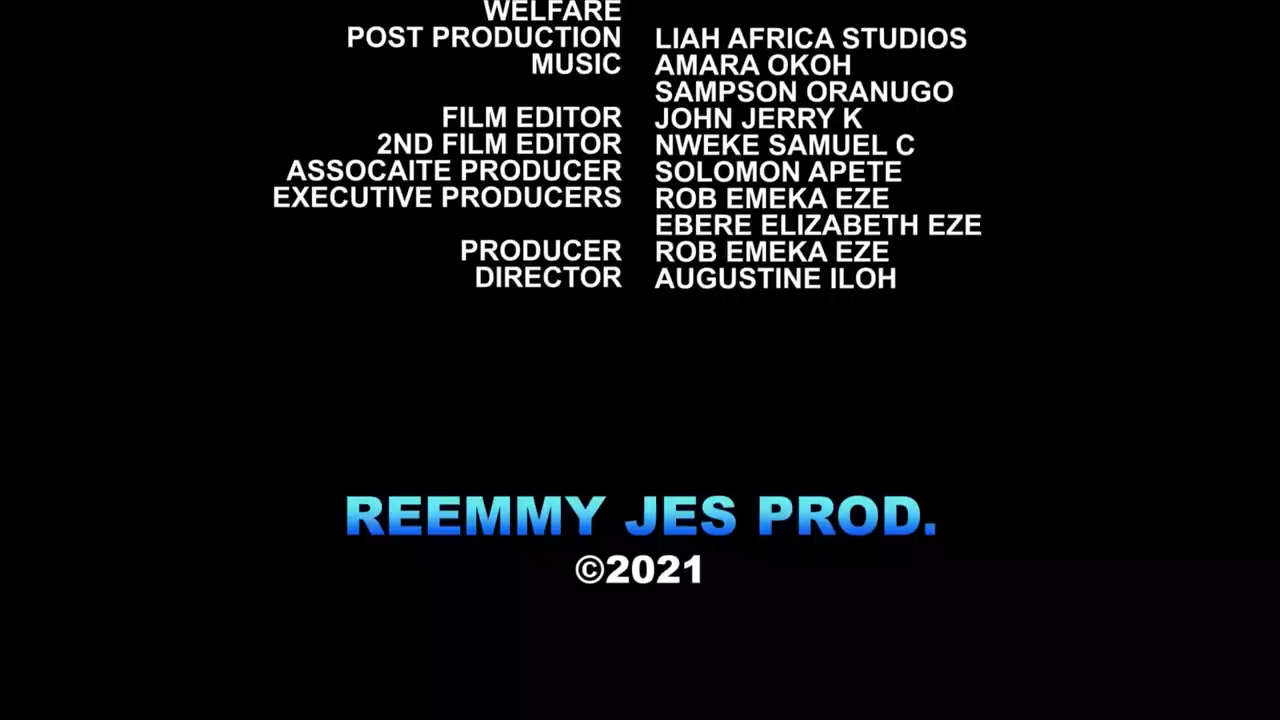 WELFARE
POST PRODUCTION LIAH AFRICA STUDIOS
MUSIC AMARA OKOH
SAMPSON ORANUGO
FILM EDITOR JOHN JERRY K
2ND FILM EDITOR NWEKE SAMUEL C
ASSOCAITE PRODUCER SOLOMON APETE
EXECUTIVE PRODUCERS ROB EMEKA EZE
EBERE ELIZABETH EZE
PRODUCER ROB EMEKA EZE
DIRECTOR AUGUSTINE ILOH
REEMMY JES PROD.
©2021